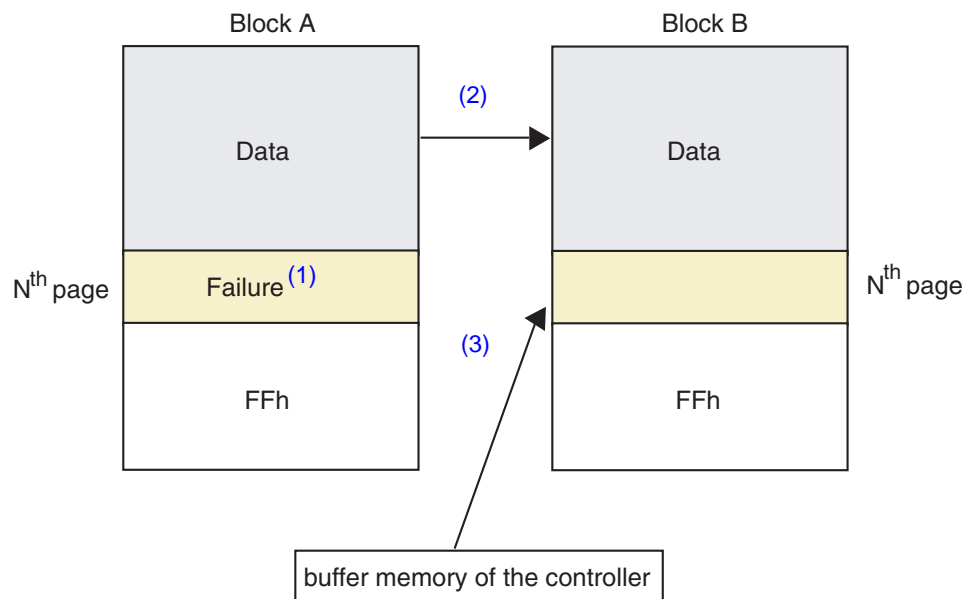 Block A
Block B
(2)
Data
Data
Nth page
Failure(1)
Nth page
(3)
FFh
FFh
buffer memory of the controller